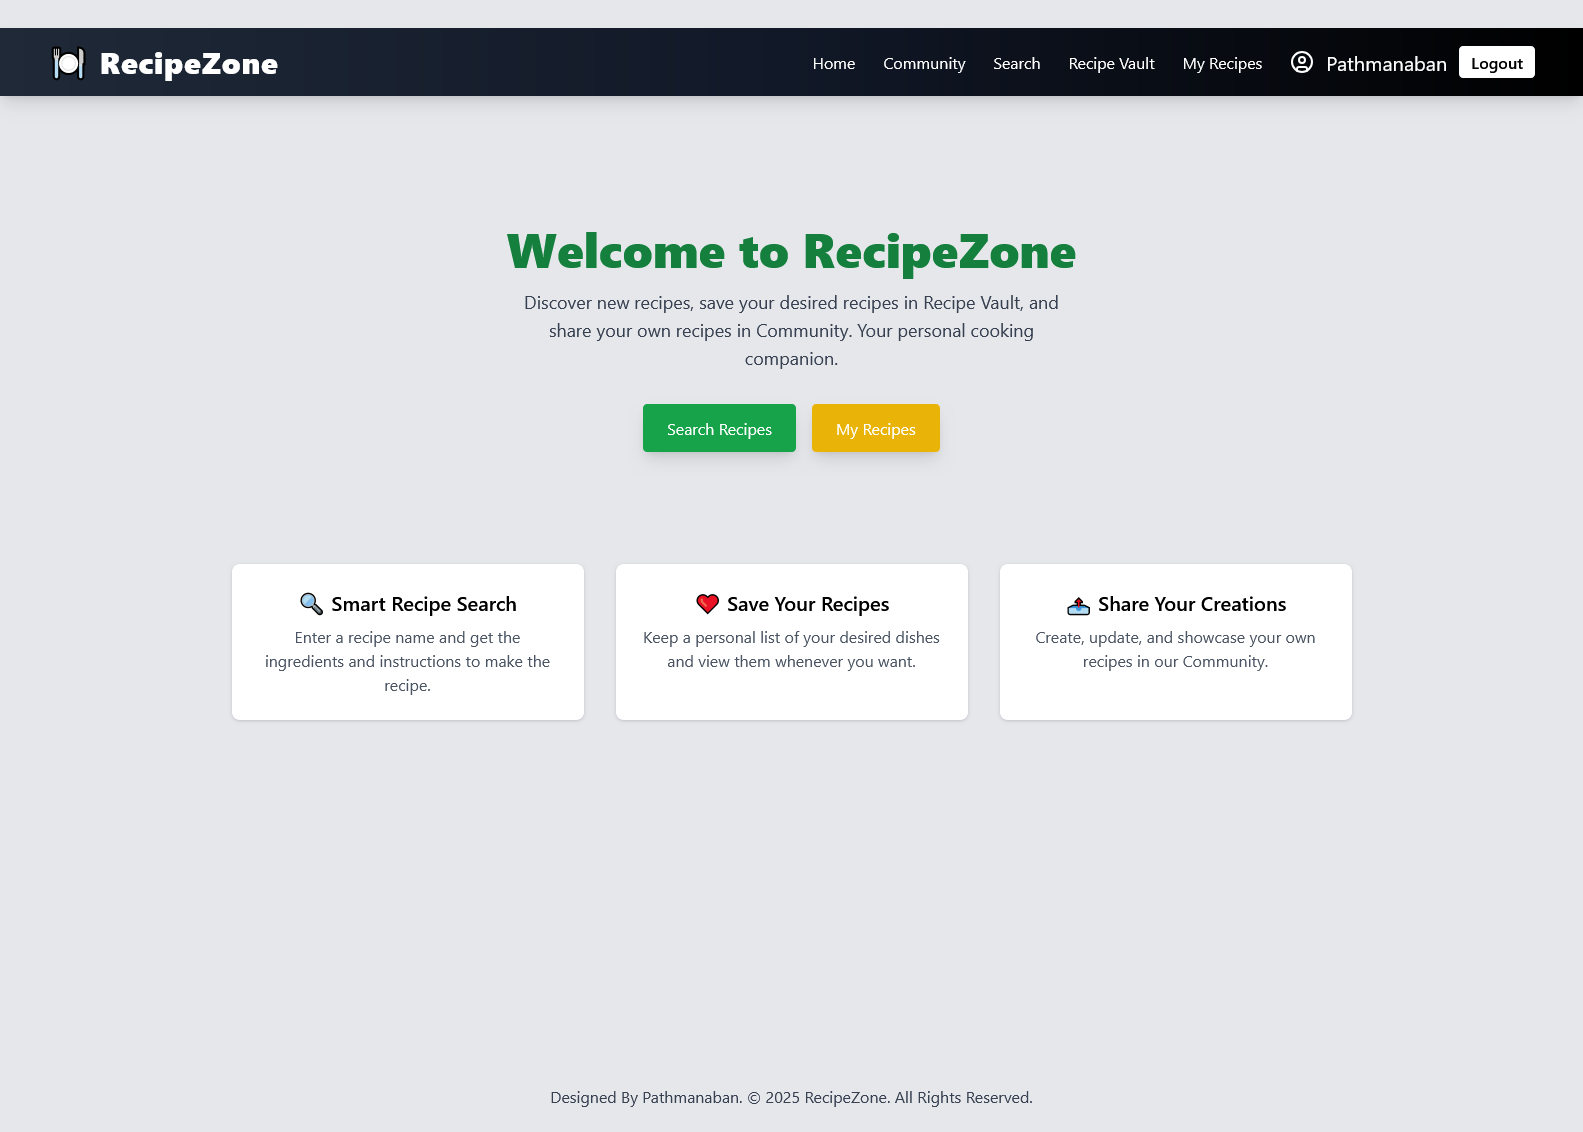 RecipeZone
Home Community Search Recipe Vault My Recipes Pathmanaban Logout
Welcome to RecipeZone
Discover new recipes, save your desired recipes in Recipe Vault, and
share your own recipes in Community. Your personal cooking
companion.
Search Recipes My Recipes
Smart Recipe Search
Enter a recipe name and get the
ingredients and instructions to make the
recipe.
Save Your Recipes
Keep a personal list of your desired dishes
and view them whenever you want.
Share Your Creations
Create, update, and showcase your own
recipes in our Community.
Designed By Pathmanaban. © 2025 RecipeZone. All Rights Reserved.